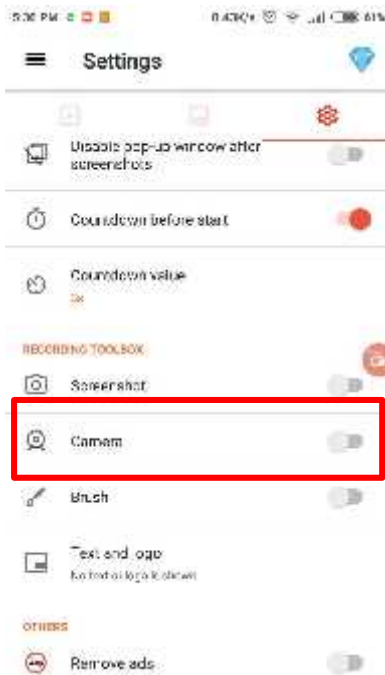 Settings
Disable pop-up window after
screenshots
Countdown before start
Countdown value
3s
RECORDING TOOLBOX
Screenshot
Camera
Brush
Text and logo
No text or logo is shown
OTHERS
Remove ads